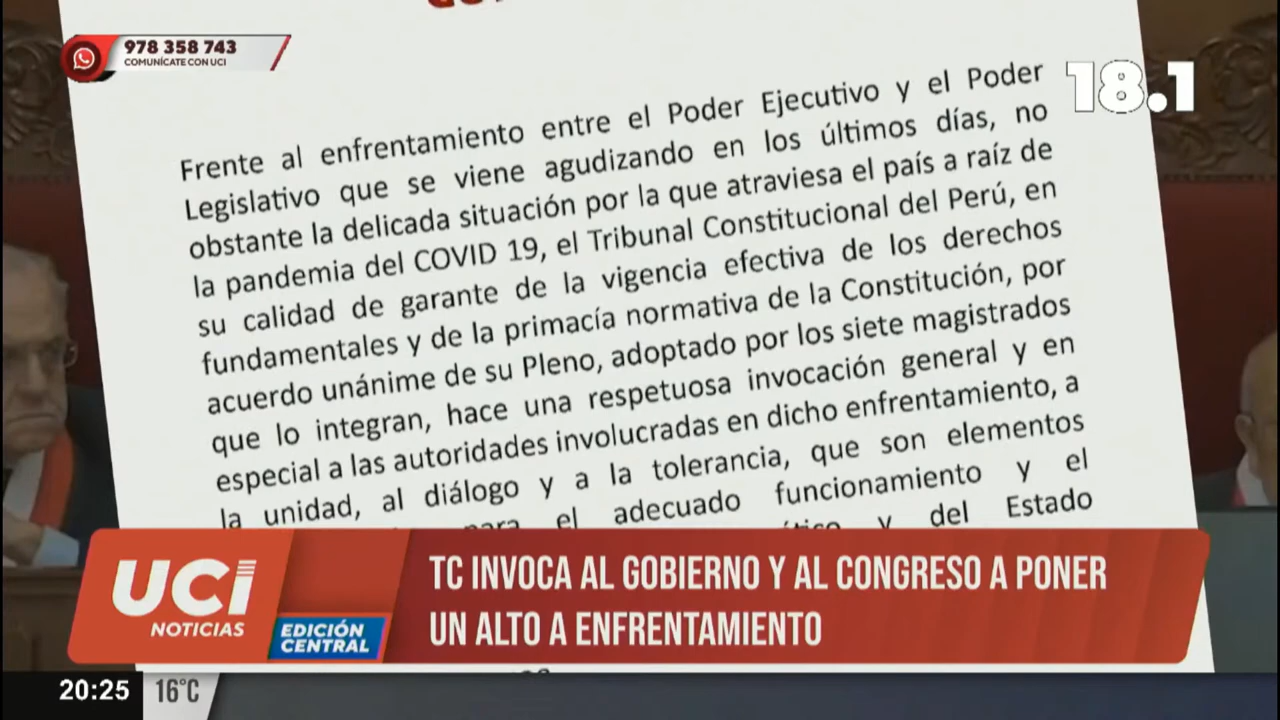 978 358 743
COMUNÍCATE CON UCI
18.1
Frente al enfrentamiento entre el Poder Ejecutivo y el Poder
Legislativo que se viene agudizando en los últimos días, no
obstante la delicada situación por la que atraviesa el país a raíz de
la pandemia del COVID 19, el Tribunal Constitucional del Perú, en
su calidad de garante de la vigencia efectiva de los derechos
fundamentales y de la primacía normativa de la Constitución, por
acuerdo unánime de su Pleno, adoptado por los siete magistrados
que lo integran, hace una respetuosa invocación general y en
especial a las autoridades involucradas en dicho enfrentamiento, a
la unidad, al diálogo y a la tolerancia, que son elementos
para el adecuado funcionamiento y el
y del Estado
UCI
NOTICIAS
EDICIÓN
CENTRAL
TC INVOCA AL GOBIERNO Y AL CONGRESO A PONER
UN ALTO A ENFRENTAMIENTO
20:25
16°C